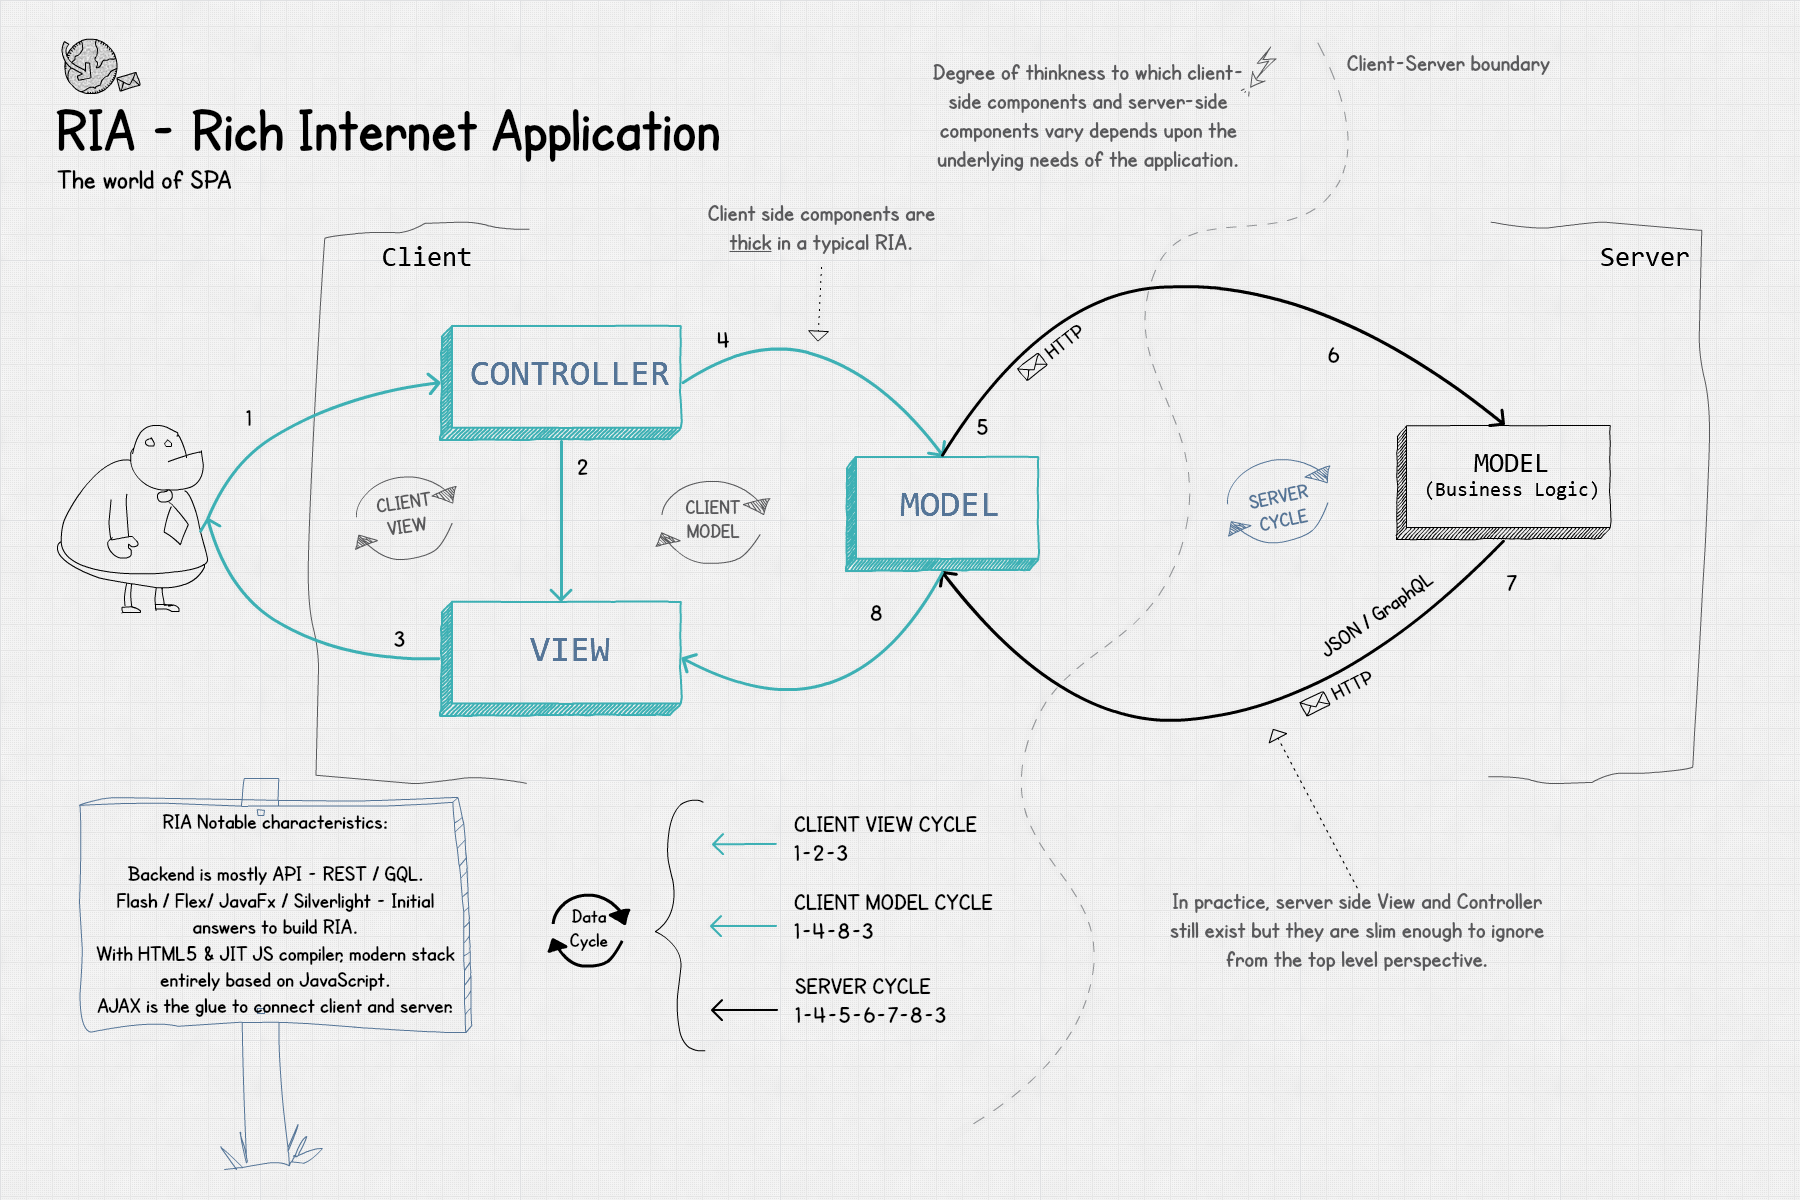 RIA - Rich Internet Application
The world of SPA
Degree of thinkness to which client-
side components and server-side
components vary depends upon the
underlying needs of the application.
Client-Server boundary
Client side components are
thick in a typical RIA.
Client
Server
CONTROLLER
4
HTTP
6
1
5
2
MODEL
(Business Logic)
CLIENT
VIEW
CLIENT
MODEL
MODEL
SERVER
CYCLE
3
VIEW
8
7
JSON / GraphQL
HTTP
RIA Notable characteristics:
Backend is mostly API - REST / GQL.
Flash / Flex/ JavaFx / Silverlight - Initial
answers to build RIA.
With HTML5 & JIT JS compiler, modern stack
entirely based on JavaScript.
AJAX is the glue to connect client and server.
Data
Cycle
CLIENT VIEW CYCLE
1-2-3
CLIENT MODEL CYCLE
1-4-8-3
SERVER CYCLE
1-4-5-6-7-8-3
In practice, server side View and Controller
still exist but they are slim enough to ignore
from the top level perspective.